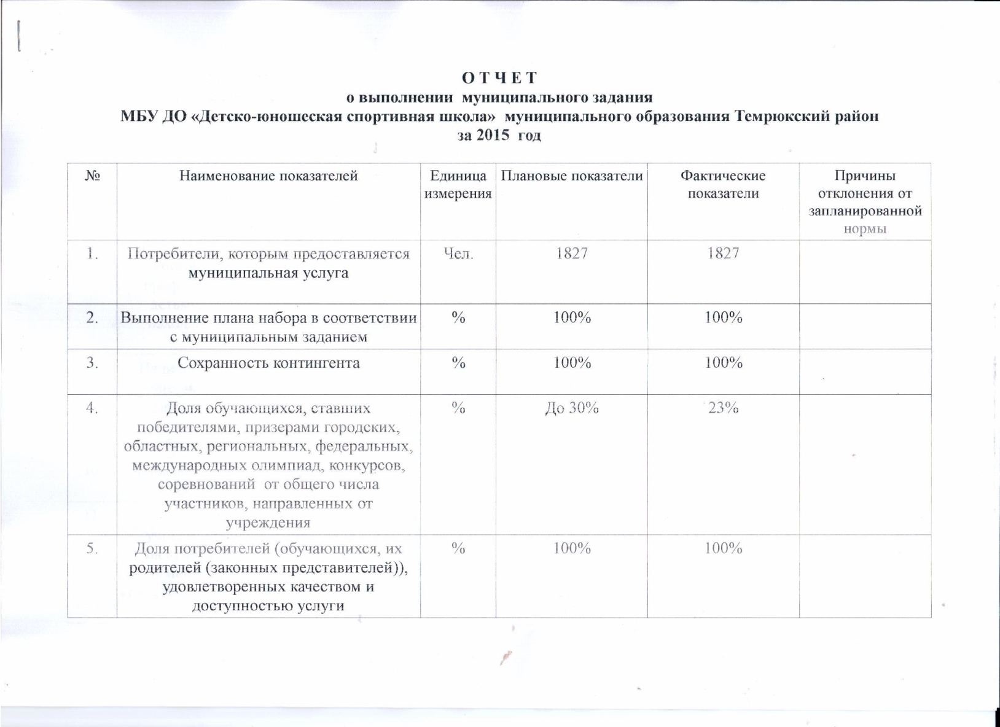 О Т Ч Е Т
о выполнении муниципального задания
МБУ ДО «Детско-юношеская спортивная школа» муниципального образования Темрюкский район
за 2015 год
№
Наименование показателей
Единица
измерения
Плановые показатели
Фактические
показатели
Причины
отклонения от
запланированной
нормы
1.
Потребители, которым предоставляется
муниципальная услуга
Чел.
1827
1827
2.
Выполнение плана набора в соответствии
с муниципальным заданием
%
100%
100%
3.
Сохранность контингента
%
100%
100%
4.
Доля обучающихся, ставших
победителями, призерами городских,
областных, региональных, федеральных,
международных олимпиад, конкурсов,
соревнований от общего числа
участников, направленных от
учреждения
%
До 30%
23%
5.
Доля потребителей (обучающихся, их
родителей (законных представителей)),
удовлетворенных качеством и
доступностью услуги
%
100%
100%